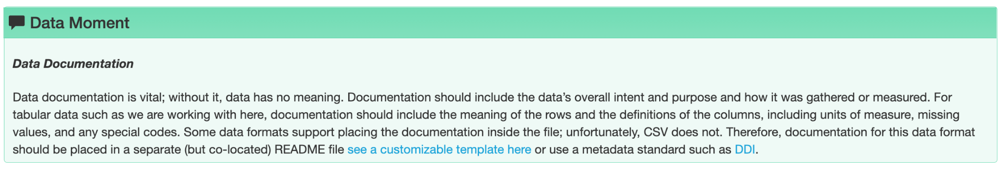 Data Moment
Data Documentation
Data documentation is vital; without it, data has no meaning. Documentation should include the data’s overall intent and purpose and how it was gathered or measured. For
tabular data such as we are working with here, documentation should include the meaning of the rows and the definitions of the columns, including units of measure, missing
values, and any special codes. Some data formats support placing the documentation inside the file; unfortunately, CSV does not. Therefore, documentation for this data format
should be placed in a separate (but co-located) README file see a customizable template here or use a metadata standard such as DDI.